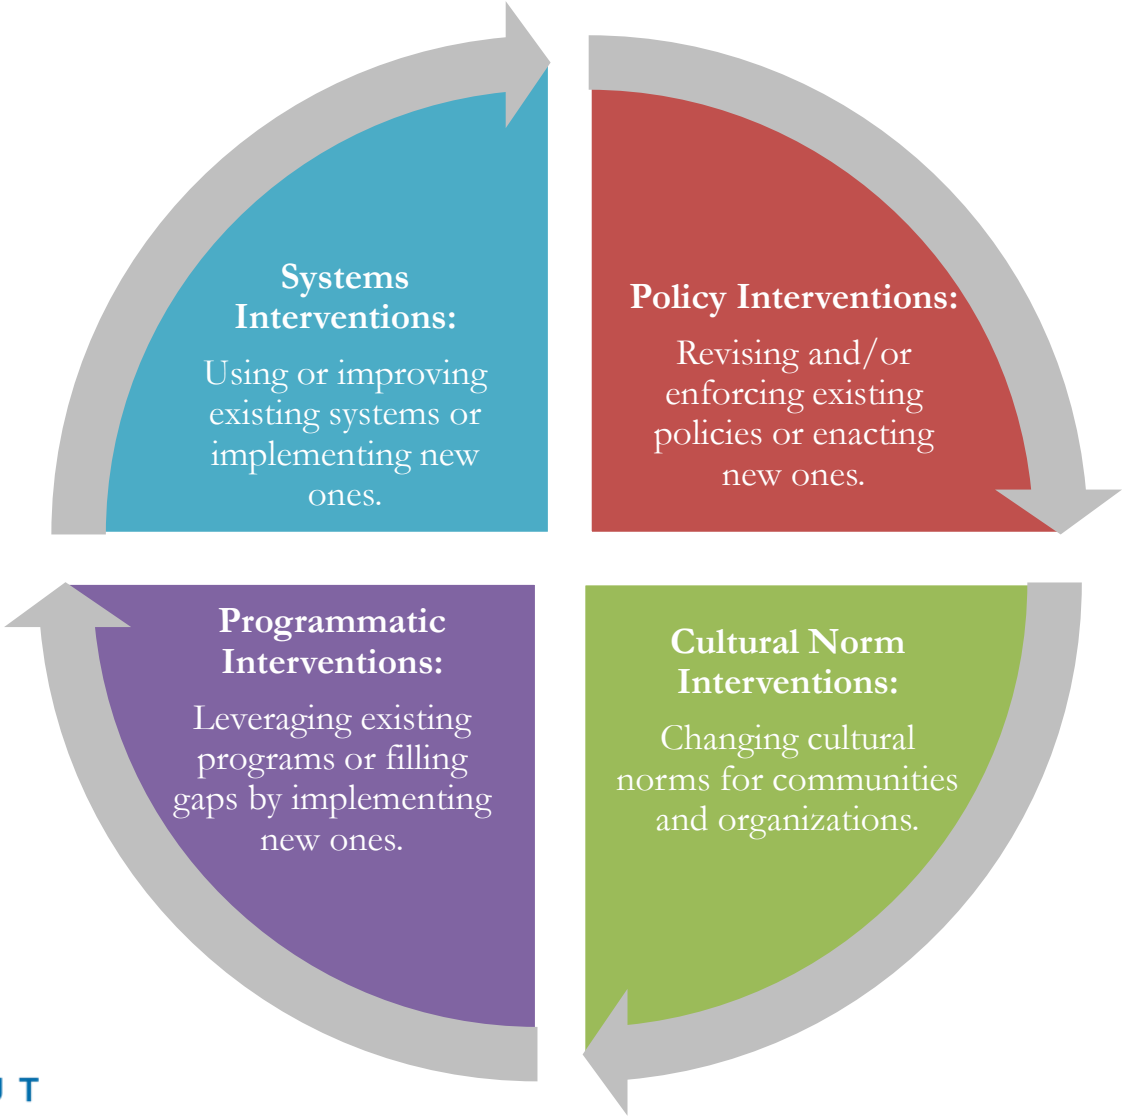 Systems
Interventions:
Using or improving
existing systems or
implementing new
ones.
Policy Interventions:
Revising and/or
enforcing existing
policies or enacting
new ones.
Programmatic
Interventions:
Leveraging existing
programs or filling
gaps by implementing
new ones.
Cultural Norm
Interventions:
Changing cultural
norms for communities
and organizations.